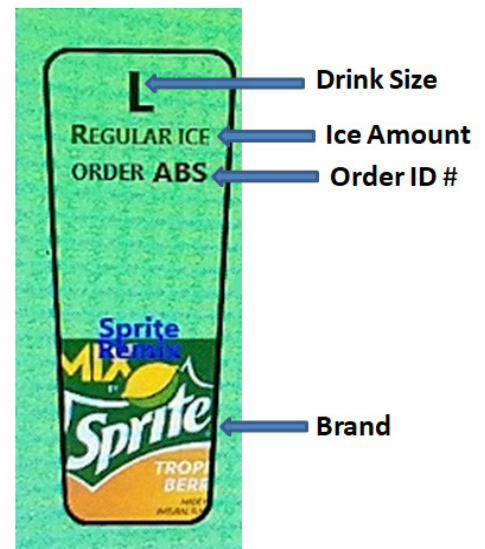 L
Drink Size
REGULAR ICE
Ice Amount
ORDER ABS
Order ID #
Sprite
Remix
MIX
BY
Sprite
Brand
TROPI
BERR